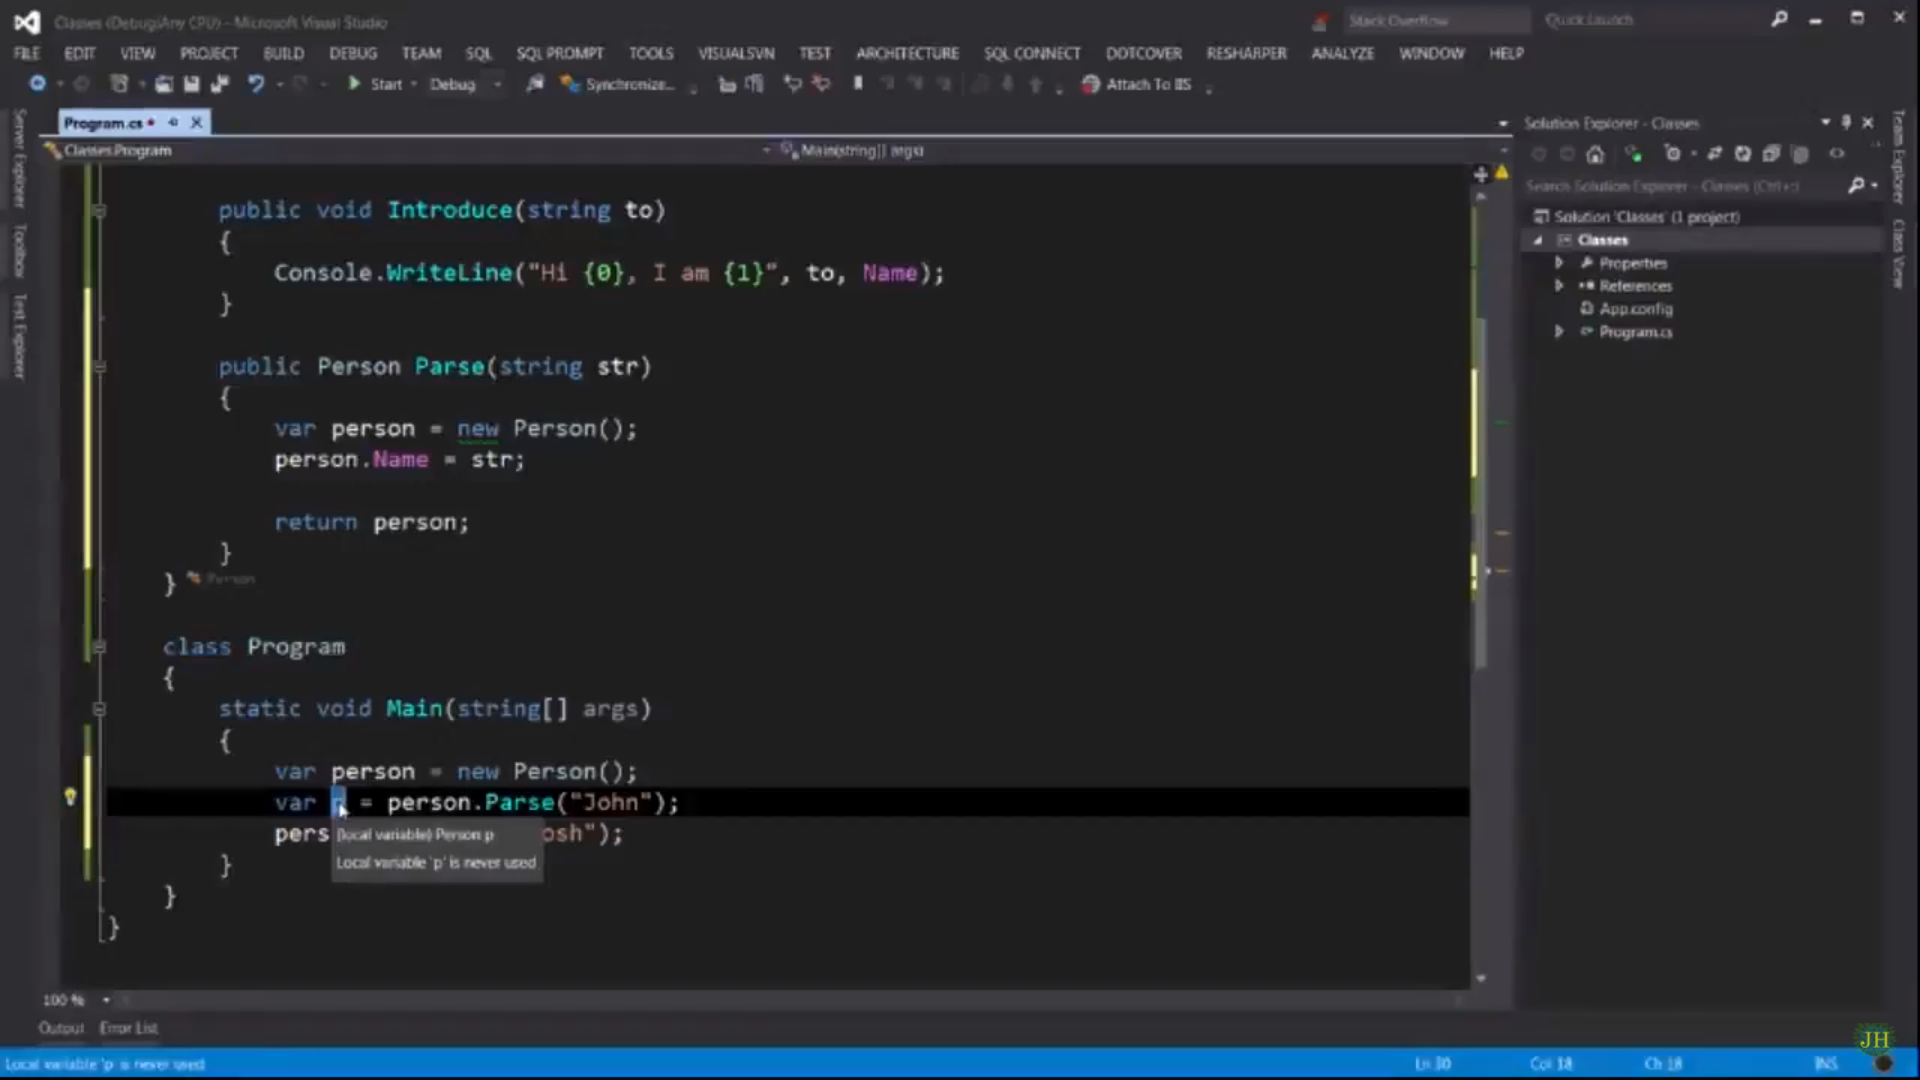 Classes (Debug|Any CPU) - Microsoft Visual Studio
Stack Overflow
Quick Launch
FILE EDIT VIEW PROJECT BUILD DEBUG TEAM SQL SQL PROMPT TOOLS VISUALSVN TEST ARCHITECTURE SQL CONNECT DOTCOVER RESHARPER ANALYZE WINDOW HELP
Start Debug Synchronize... Attach To IIS
Program.cs
Solution Explorer - Classes
Classes.Program
Main(string[] args)
Server Explorer
Toolbox
Test Explorer
Team Explorer
Class View
Search Solution Explorer - Classes (Ctrl+;)
Solution 'Classes' (1 project)
Classes
Properties
References
App.config
Program.cs
public void Introduce(string to)
{
Console.WriteLine("Hi {0}, I am {1}", to, Name);
}
public Person Parse(string str)
{
var person = new Person();
person.Name = str;
return person;
}
} Person
class Program
{
static void Main(string[] args)
{
var person = new Person();
var p = person.Parse("John");
pers osh");
(local variable) Person p
Local variable 'p' is never used
}
}
}
100 %
Output Error List
JH
Local variable 'p' is never used
Ln 30 Col 18 Ch 18 INS